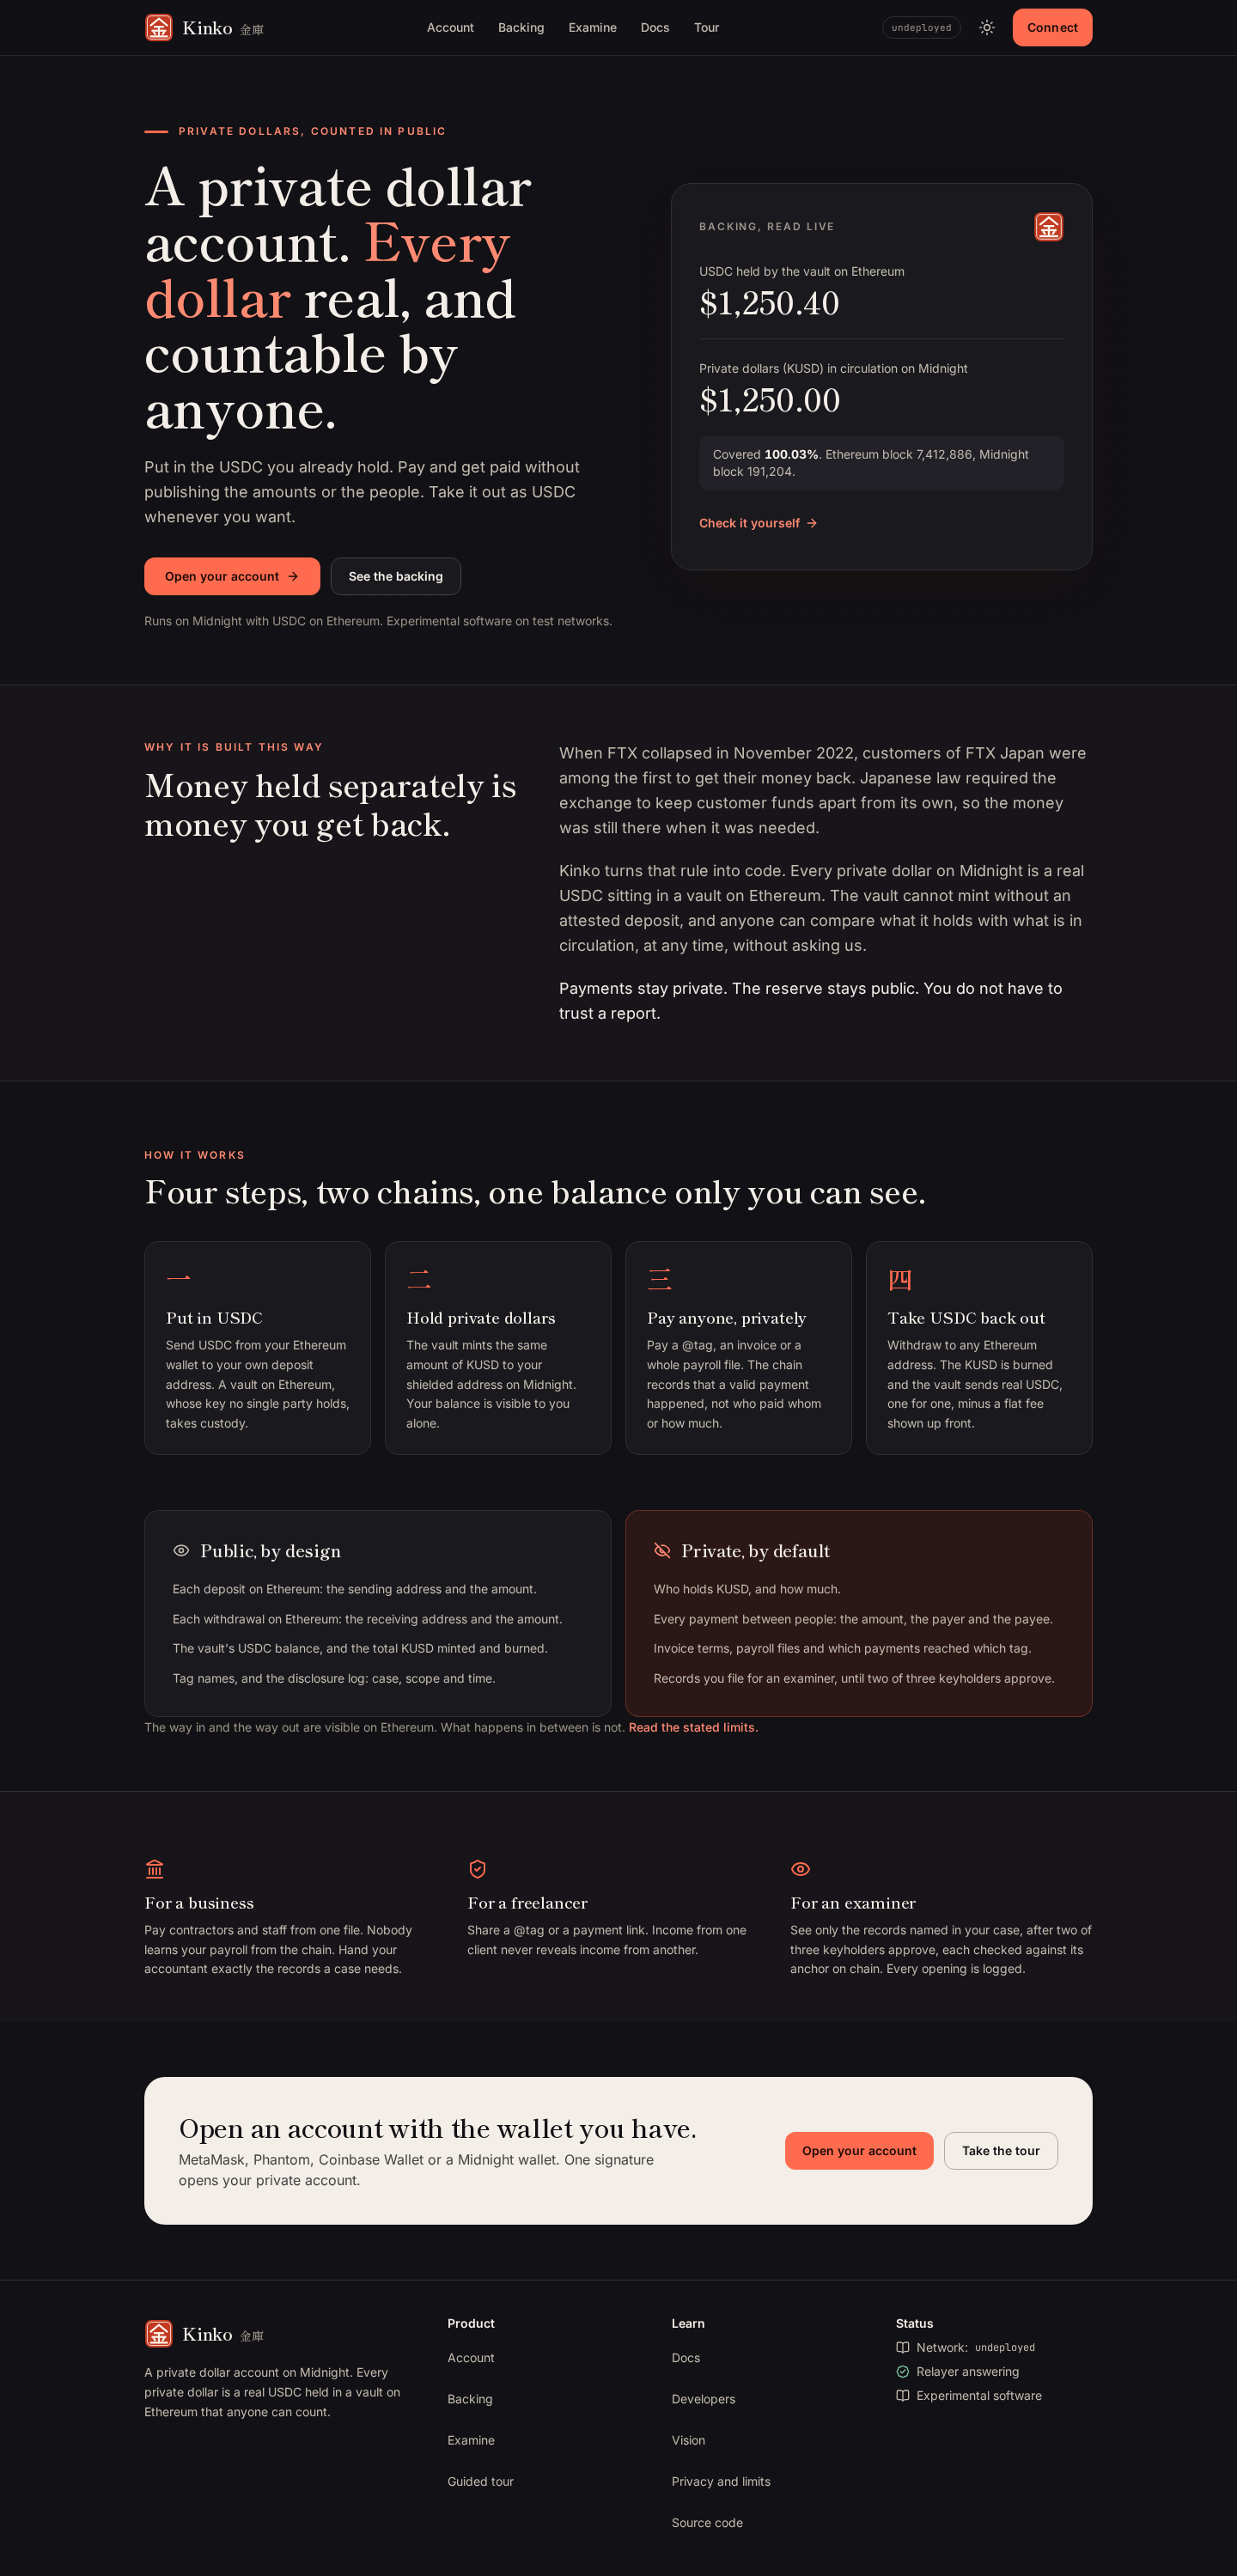 金 Kinko 金庫
Account Backing Examine Docs Tour
undeployed
Connect
PRIVATE DOLLARS, COUNTED IN PUBLIC
A private dollar
account. Every
dollar real, and
countable by
anyone.
Put in the USDC you already hold. Pay and get paid without
publishing the amounts or the people. Take it out as USDC
whenever you want.
Open your account →
See the backing
Runs on Midnight with USDC on Ethereum. Experimental software on test networks.
BACKING, READ LIVE
金
USDC held by the vault on Ethereum
$1,250.40
Private dollars (KUSD) in circulation on Midnight
$1,250.00
Covered 100.03%. Ethereum block 7,412,886, Midnight
block 191,204.
Check it yourself →
WHY IT IS BUILT THIS WAY
Money held separately is
money you get back.
When FTX collapsed in November 2022, customers of FTX Japan were
among the first to get their money back. Japanese law required the
exchange to keep customer funds apart from its own, so the money
was still there when it was needed.
Kinko turns that rule into code. Every private dollar on Midnight is a real
USDC sitting in a vault on Ethereum. The vault cannot mint without an
attested deposit, and anyone can compare what it holds with what is in
circulation, at any time, without asking us.
Payments stay private. The reserve stays public. You do not have to
trust a report.
HOW IT WORKS
Four steps, two chains, one balance only you can see.
一
Put in USDC
Send USDC from your Ethereum
wallet to your own deposit
address. A vault on Ethereum,
whose key no single party holds,
takes custody.
二
Hold private dollars
The vault mints the same
amount of KUSD to your
shielded address on Midnight.
Your balance is visible to you
alone.
三
Pay anyone, privately
Pay a @tag, an invoice or a
whole payroll file. The chain
records that a valid payment
happened, not who paid whom
or how much.
四
Take USDC back out
Withdraw to any Ethereum
address. The KUSD is burned
and the vault sends real USDC,
one for one, minus a flat fee
shown up front.
Public, by design
Each deposit on Ethereum: the sending address and the amount.
Each withdrawal on Ethereum: the receiving address and the amount.
The vault's USDC balance, and the total KUSD minted and burned.
Tag names, and the disclosure log: case, scope and time.
Private, by default
Who holds KUSD, and how much.
Every payment between people: the amount, the payer and the payee.
Invoice terms, payroll files and which payments reached which tag.
Records you file for an examiner, until two of three keyholders approve.
The way in and the way out are visible on Ethereum. What happens in between is not. Read the stated limits.
For a business
Pay contractors and staff from one file. Nobody
learns your payroll from the chain. Hand your
accountant exactly the records a case needs.
For a freelancer
Share a @tag or a payment link. Income from one
client never reveals income from another.
For an examiner
See only the records named in your case, after two of
three keyholders approve, each checked against its
anchor on chain. Every opening is logged.
Open an account with the wallet you have.
MetaMask, Phantom, Coinbase Wallet or a Midnight wallet. One signature
opens your private account.
Open your account
Take the tour
金 Kinko 金庫
A private dollar account on Midnight. Every
private dollar is a real USDC held in a vault on
Ethereum that anyone can count.
Product
Account
Backing
Examine
Guided tour
Learn
Docs
Developers
Vision
Privacy and limits
Source code
Status
Network: undeployed
Relayer answering
Experimental software